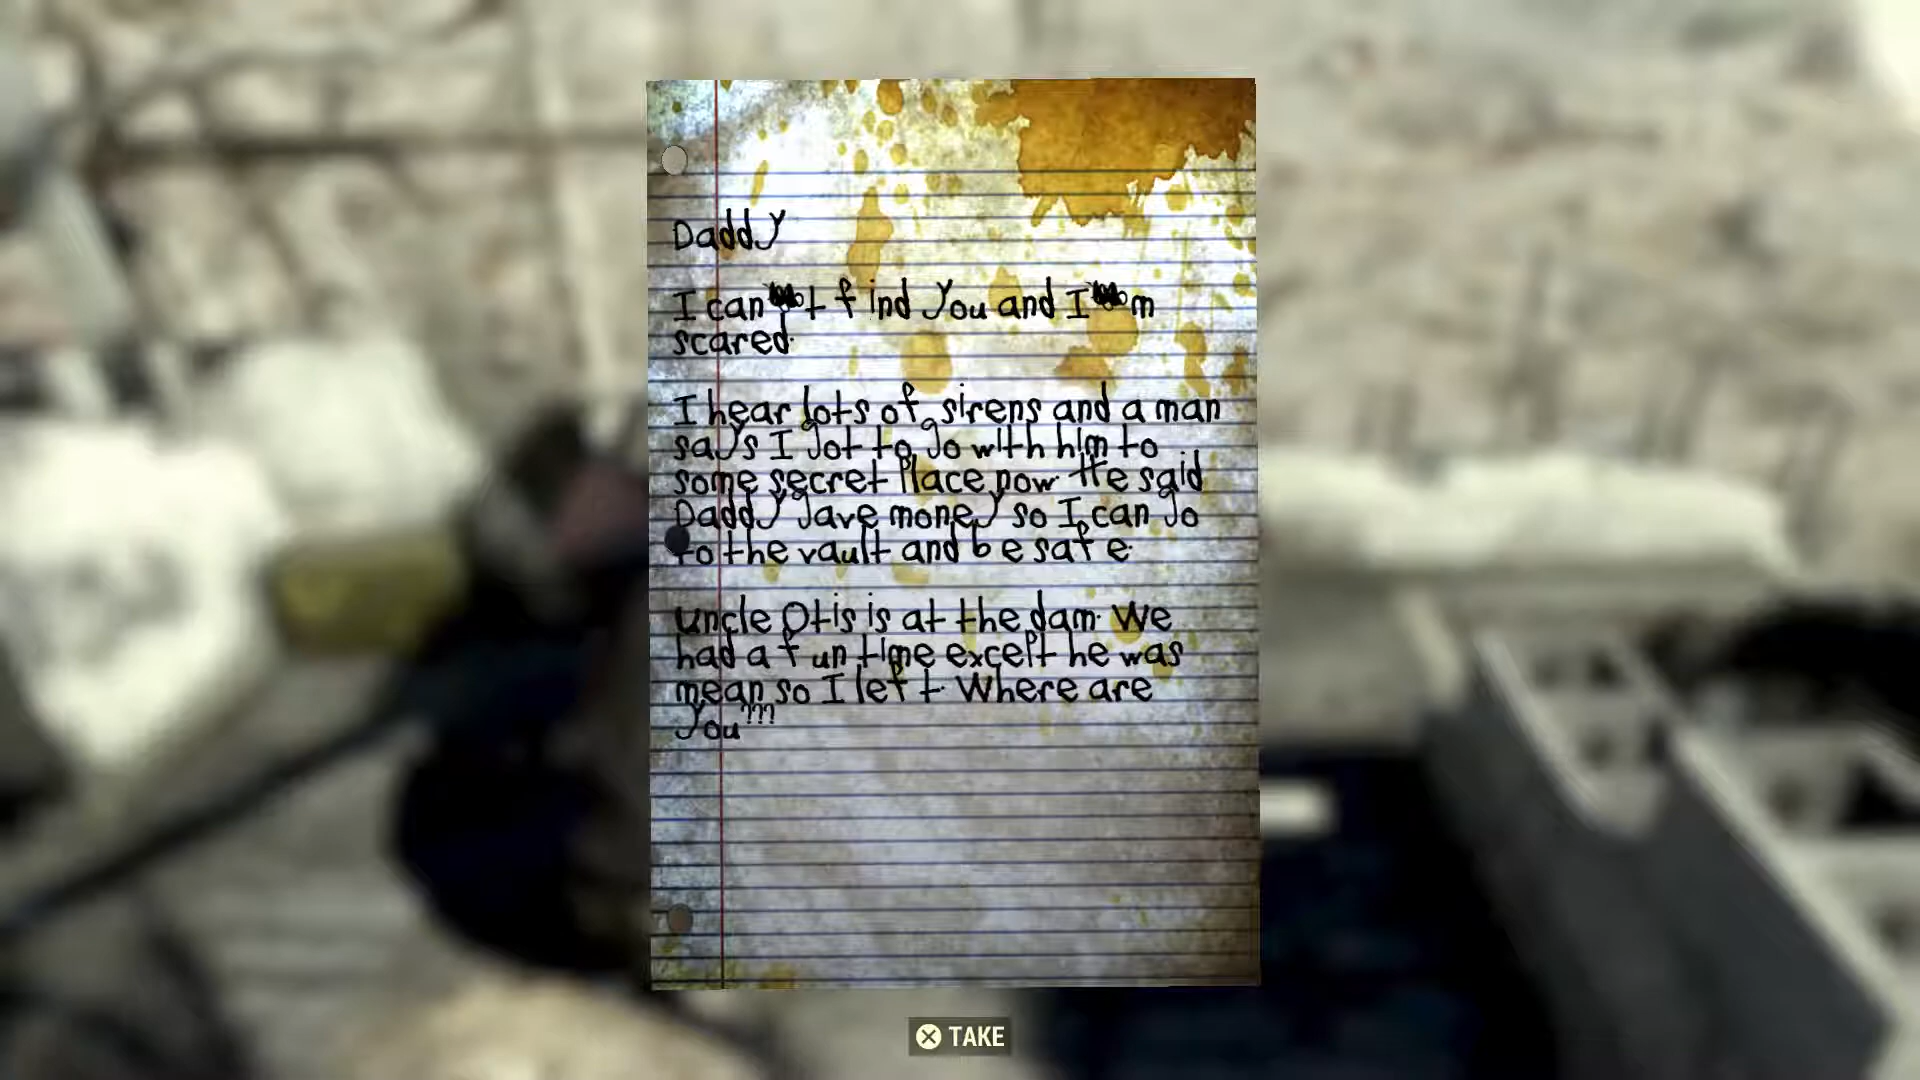 Daddy
I can t find you and I m
scared.
I hear lots of sirens and a man
says I got to go with him to
some secret place now. He said
Daddy gave money so I can go
to the vault and be safe.
Uncle Otis is at the dam. We
had a fun time except he was
mean so I left. Where are
you???
TAKE